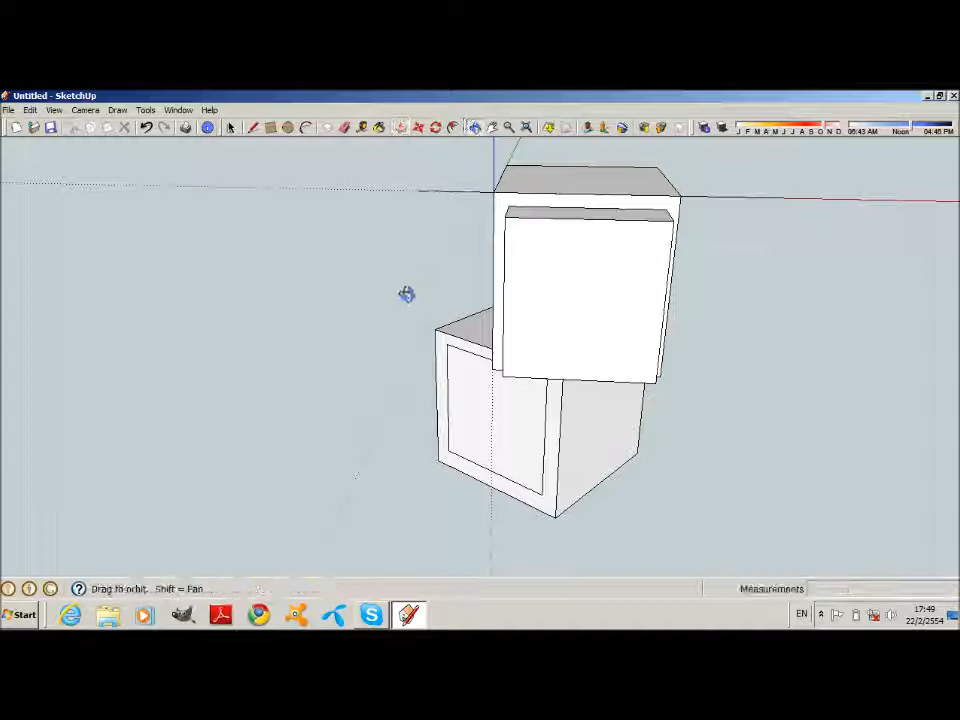 Untitled - SketchUp
File Edit View Camera Draw Tools Window Help
J F M A M J J A S O N D 06:43 AM Noon 04:45 PM
Drag to orbit. Shift = Pan
Measurements
Start
EN
17:49
22/2/2554